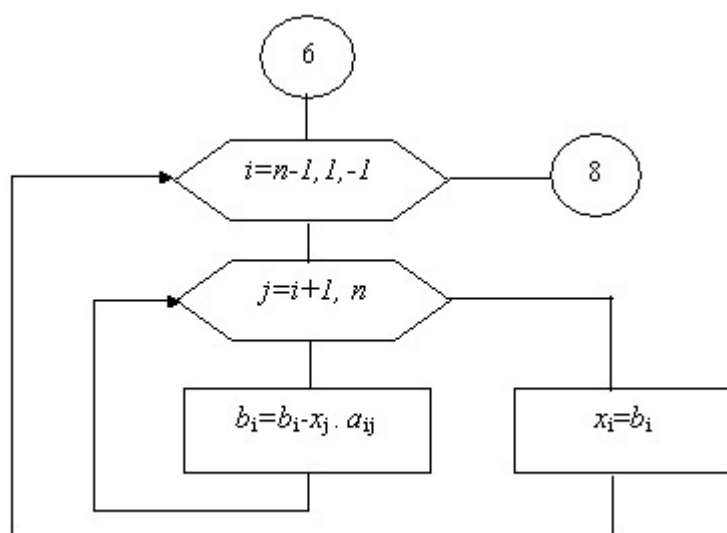 6
i=n-1,1,-1
8
j=i+1, n
bᵢ=bᵢ-xⱼ. aᵢⱼ
xᵢ=bᵢ